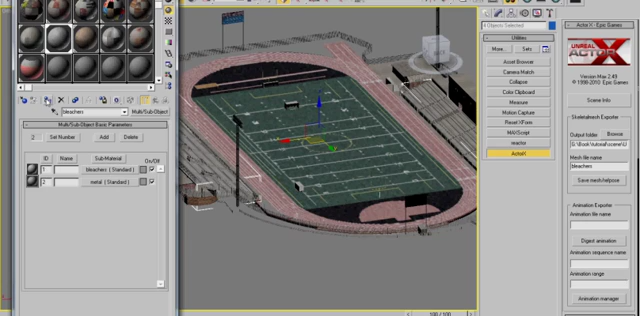 4 Objects Selected
Utilities
More...
Sets
Asset Browser
Camera Match
Collapse
Color Clipboard
Measure
Motion Capture
Reset XForm
MAXScript
reactor
ActorX
ActorX - Epic Games
UNREAL
ACTOR X
Version Max 2.49
© 1998-2010 Epic Games
Scene Info
Skeletalmesh Exporter
Output folder
Browse
Mesh file name
bleachers
Save mesh/refpose
Animation Exporter
Animation file name
Digest animation
Animation sequence name
Animation range
Animation manager
bleachers
Multi/Sub-Object
Multi/Sub-Object Basic Parameters
2
Set Number
Add
Delete
ID
Name
Sub-Material
On/Off
1
bleachers ( Standard )
2
metal ( Standard )
100 / 100